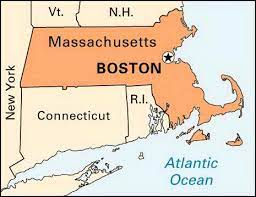 Vt.
N.H.
Massachusetts
BOSTON
New York
Connecticut
R.I.
Atlantic
Ocean